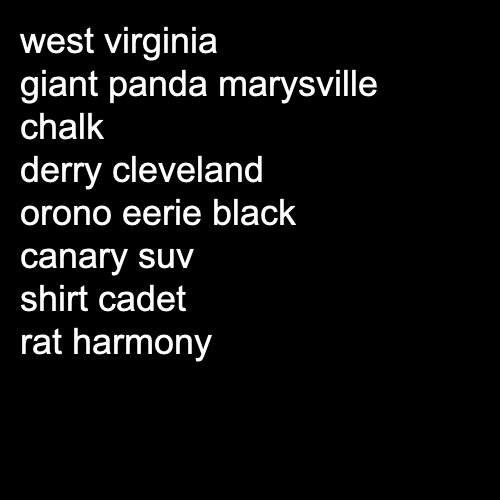 west virginia
giant panda marysville
chalk
derry cleveland
orono eerie black
canary suv
shirt cadet
rat harmony